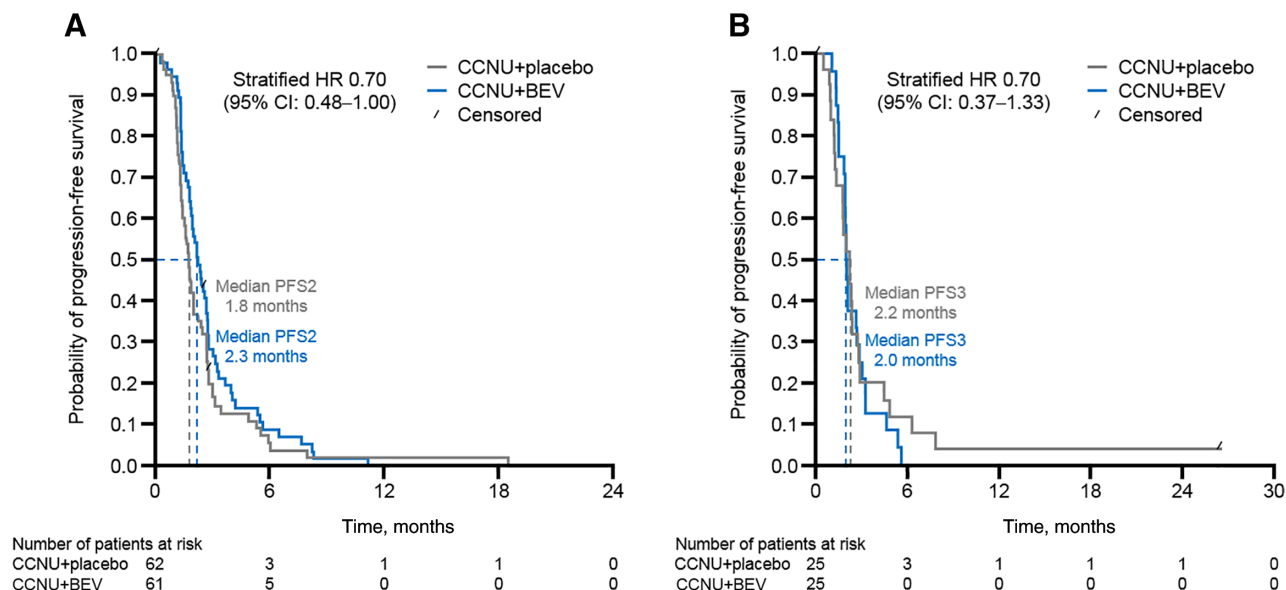 A
Stratified HR 0.70
(95% CI: 0.48–1.00)
CCNU+placebo
CCNU+BEV
Censored
Probability of progression-free survival
1.0
0.9
0.8
0.7
0.6
0.5
0.4
0.3
0.2
0.1
0.0
Median PFS2
1.8 months
Median PFS2
2.3 months
0 6 12 18 24
Time, months
Number of patients at risk
CCNU+placebo 62 3 1 1 0
CCNU+BEV 61 5 0 0 0
B
Stratified HR 0.70
(95% CI: 0.37–1.33)
CCNU+placebo
CCNU+BEV
Censored
Probability of progression-free survival
1.0
0.9
0.8
0.7
0.6
0.5
0.4
0.3
0.2
0.1
0.0
Median PFS3
2.2 months
Median PFS3
2.0 months
0 6 12 18 24 30
Time, months
Number of patients at risk
CCNU+placebo 25 3 1 1 1 0
CCNU+BEV 25 0 0 0 0 0